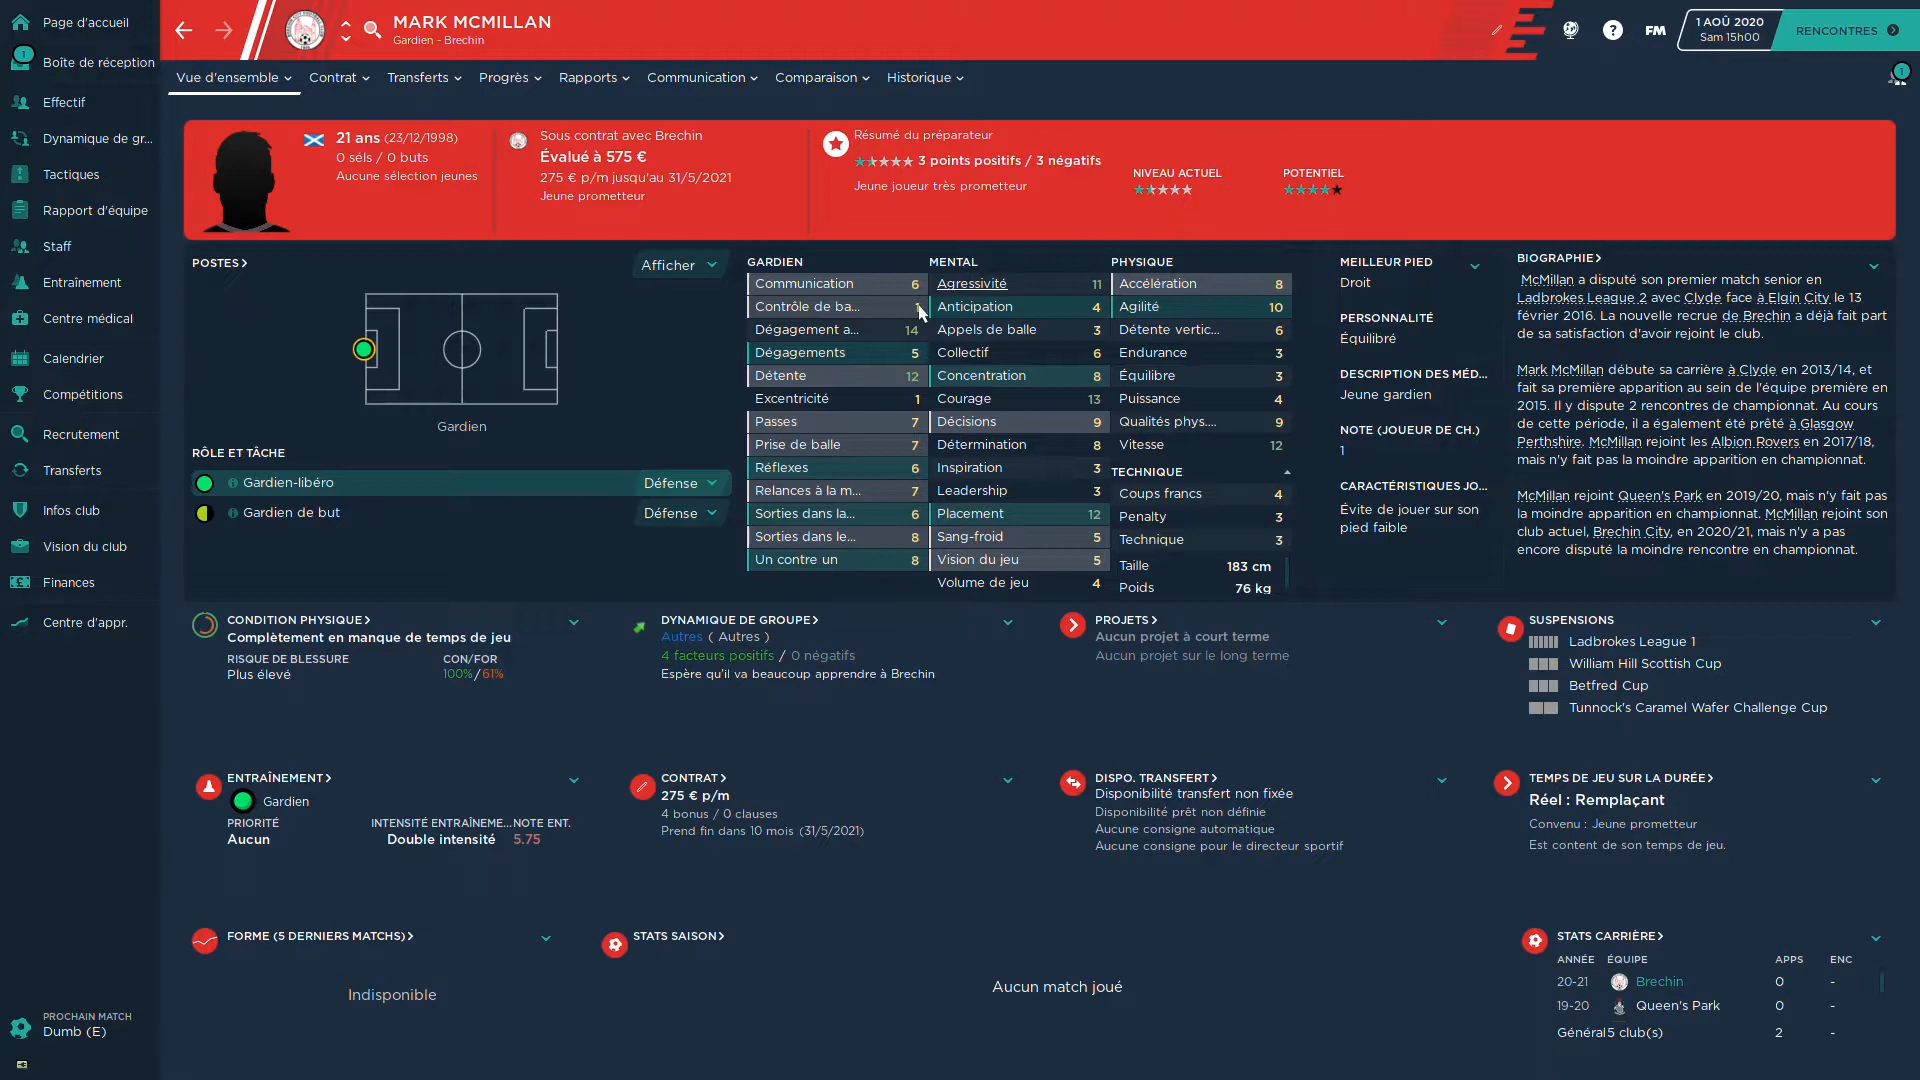 Page d'accueil
1
Boîte de réception
Effectif
Dynamique de gr...
Tactiques
Rapport d'équipe
Staff
Entraînement
Centre médical
Calendrier
Compétitions
Recrutement
Transferts
Infos club
Vision du club
Finances
Centre d'appr.
PROCHAIN MATCH
Dumb (E)
MARK MCMILLAN
Gardien - Brechin
FM
1 AOÛ 2020
Sam 15h00
RENCONTRES
Vue d'ensemble
Contrat
Transferts
Progrès
Rapports
Communication
Comparaison
Historique
1
21 ans (23/12/1998)
0 séls / 0 buts
Aucune sélection jeunes
Sous contrat avec Brechin
Évalué à 575 €
275 € p/m jusqu'au 31/5/2021
Jeune prometteur
Résumé du préparateur
3 points positifs / 3 négatifs
Jeune joueur très prometteur
NIVEAU ACTUEL
POTENTIEL
POSTES
Afficher
Gardien
RÔLE ET TÂCHE
Gardien-libéro Défense
Gardien de but Défense
GARDIEN
Communication 6
Contrôle de ba...
Dégagement a... 14
Dégagements 5
Détente 12
Excentricité 1
Passes 7
Prise de balle 7
Réflexes 6
Relances à la m... 7
Sorties dans la... 6
Sorties dans le... 8
Un contre un 8
MENTAL
Agressivité 11
Anticipation 4
Appels de balle 3
Collectif 6
Concentration 8
Courage 13
Décisions 9
Détermination 8
Inspiration 3
Leadership 3
Placement 12
Sang-froid 5
Vision du jeu 5
Volume de jeu 4
PHYSIQUE
Accélération 8
Agilité 10
Détente vertic... 6
Endurance 3
Équilibre 3
Puissance 4
Qualités phys.... 9
Vitesse 12
TECHNIQUE
Coups francs 4
Penalty 3
Technique 3
Taille 183 cm
Poids 76 kg
MEILLEUR PIED
Droit
PERSONNALITÉ
Équilibré
DESCRIPTION DES MÉD...
Jeune gardien
NOTE (JOUEUR DE CH.)
1
CARACTÉRISTIQUES JO...
Évite de jouer sur son
pied faible
BIOGRAPHIE
McMillan a disputé son premier match senior en
Ladbrokes League 2 avec Clyde face à Elgin City le 13
février 2016. La nouvelle recrue de Brechin a déjà fait part
de sa satisfaction d'avoir rejoint le club.
Mark McMillan débute sa carrière à Clyde en 2013/14, et
fait sa première apparition au sein de l'équipe première en
2015. Il y dispute 2 rencontres de championnat. Au cours
de cette période, il a également été prêté à Glasgow
Perthshire. McMillan rejoint les Albion Rovers en 2017/18,
mais n'y fait pas la moindre apparition en championnat.
McMillan rejoint Queen's Park en 2019/20, mais n'y fait pas
la moindre apparition en championnat. McMillan rejoint son
club actuel, Brechin City, en 2020/21, mais n'y a pas
encore disputé la moindre rencontre en championnat.
CONDITION PHYSIQUE
Complètement en manque de temps de jeu
RISQUE DE BLESSURE CON/FOR
Plus élevé 100%/61%
DYNAMIQUE DE GROUPE
Autres ( Autres )
4 facteurs positifs / 0 négatifs
Espère qu'il va beaucoup apprendre à Brechin
PROJETS
Aucun projet à court terme
Aucun projet sur le long terme
SUSPENSIONS
Ladbrokes League 1
William Hill Scottish Cup
Betfred Cup
Tunnock's Caramel Wafer Challenge Cup
ENTRAÎNEMENT
Gardien
PRIORITÉ INTENSITÉ ENTRAÎNEME... NOTE ENT.
Aucun Double intensité 5.75
CONTRAT
275 € p/m
4 bonus / 0 clauses
Prend fin dans 10 mois (31/5/2021)
DISPO. TRANSFERT
Disponibilité transfert non fixée
Disponibilité prêt non définie
Aucune consigne automatique
Aucune consigne pour le directeur sportif
TEMPS DE JEU SUR LA DURÉE
Réel : Remplaçant
Convenu : Jeune prometteur
Est content de son temps de jeu.
FORME (5 DERNIERS MATCHS)
Indisponible
STATS SAISON
Aucun match joué
STATS CARRIÈRE
ANNÉE ÉQUIPE APPS ENC
20-21 Brechin 0 -
19-20 Queen's Park 0 -
Général 5 club(s) 2 -